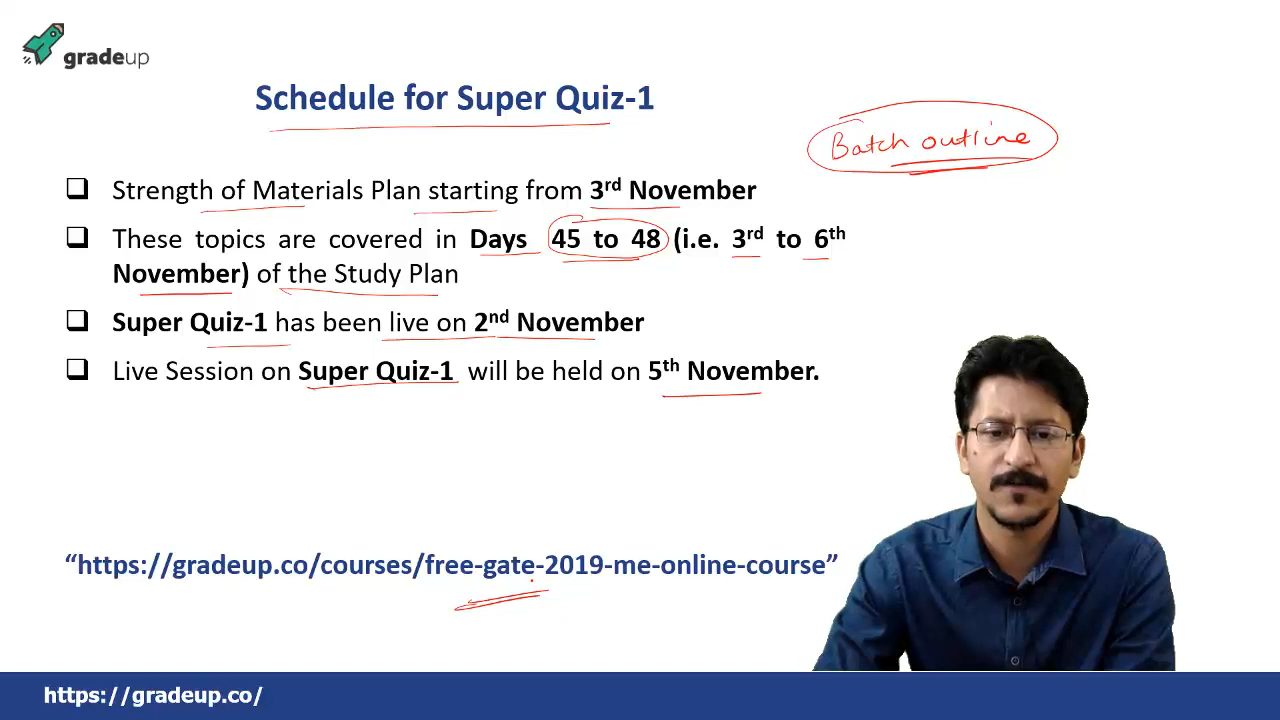 gradeup
Schedule for Super Quiz-1
Batch outline
❑ Strength of Materials Plan starting from 3rd November
❑ These topics are covered in Days 45 to 48 (i.e. 3rd to 6th
November) of the Study Plan
❑ Super Quiz-1 has been live on 2nd November
❑ Live Session on Super Quiz-1 will be held on 5th November.
“https://gradeup.co/courses/free-gate-2019-me-online-course”
https://gradeup.co/